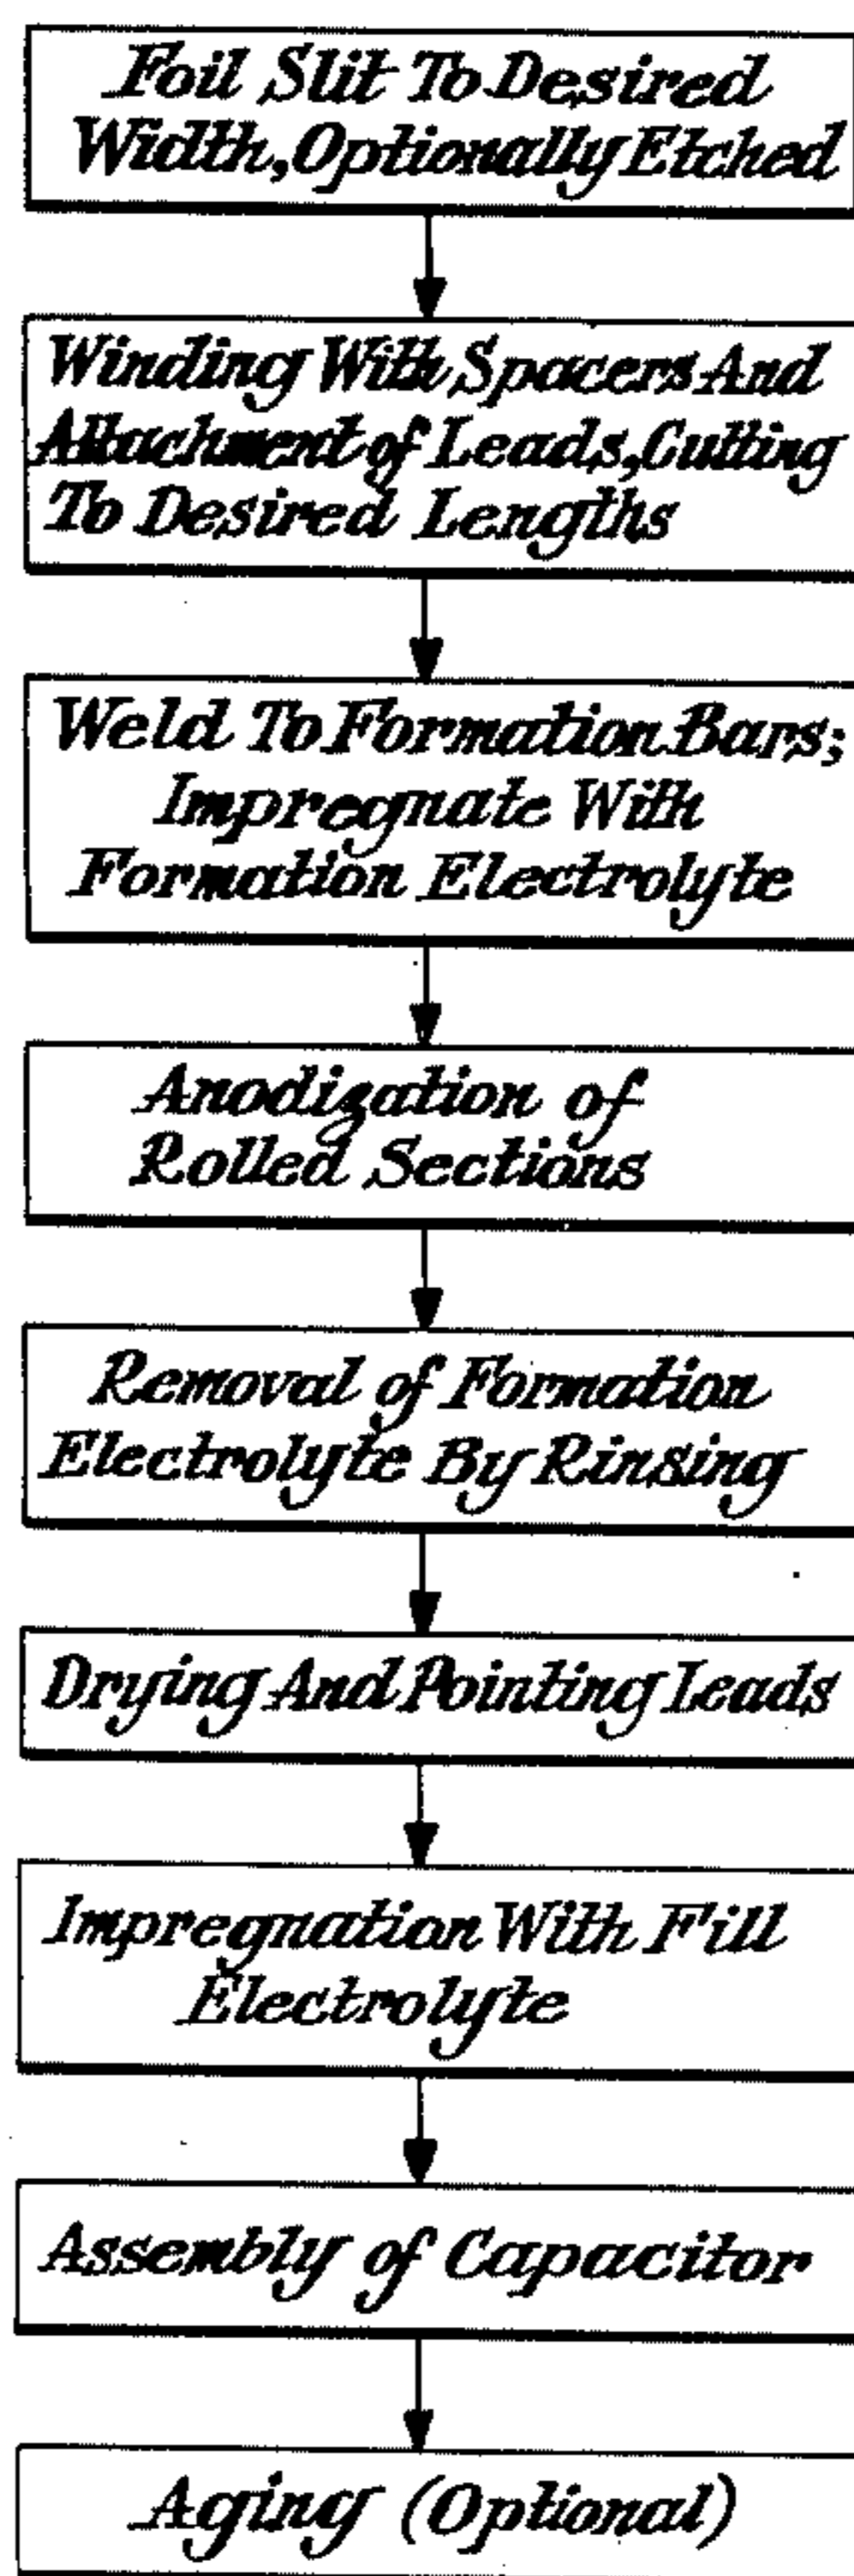 Foil Slit To Desired
Width, Optionally Etched
Winding With Spacers And
Attachment of Leads, Cutting
To Desired Lengths
Weld To Formation Bars;
Impregnate With
Formation Electrolyte
Anodization of
Rolled Sections
Removal of Formation
Electrolyte By Rinsing
Drying And Pointing Leads
Impregnation With Fill
Electrolyte
Assembly of Capacitor
Aging (Optional)